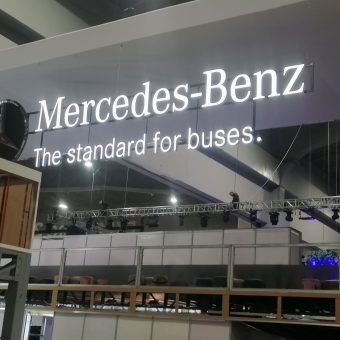 Mercedes-Benz
The standard for buses.